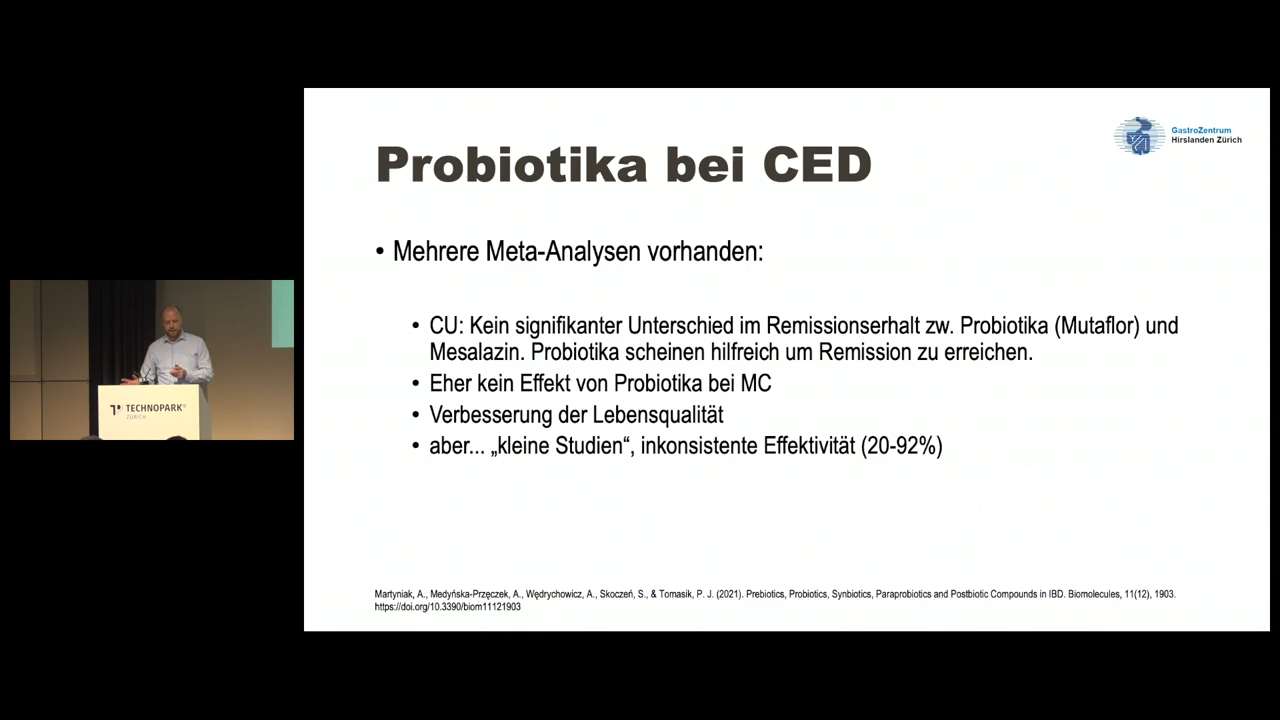 GastroZentrum
Hirslanden Zürich
Probiotika bei CED
• Mehrere Meta-Analysen vorhanden:
• CU: Kein signifikanter Unterschied im Remissionserhalt zw. Probiotika (Mutaflor) und
Mesalazin. Probiotika scheinen hilfreich um Remission zu erreichen.
• Eher kein Effekt von Probiotika bei MC
• Verbesserung der Lebensqualität
• aber... „kleine Studien“, inkonsistente Effektivität (20-92%)
Martyniak, A., Medyńska-Przęczek, A., Wędrychowicz, A., Skoczeń, S., & Tomasik, P. J. (2021). Prebiotics, Probiotics, Synbiotics, Paraprobiotics and Postbiotic Compounds in IBD. Biomolecules, 11(12), 1903.
https://doi.org/10.3390/biom11121903
TECHNOPARK®
ZÜRICH